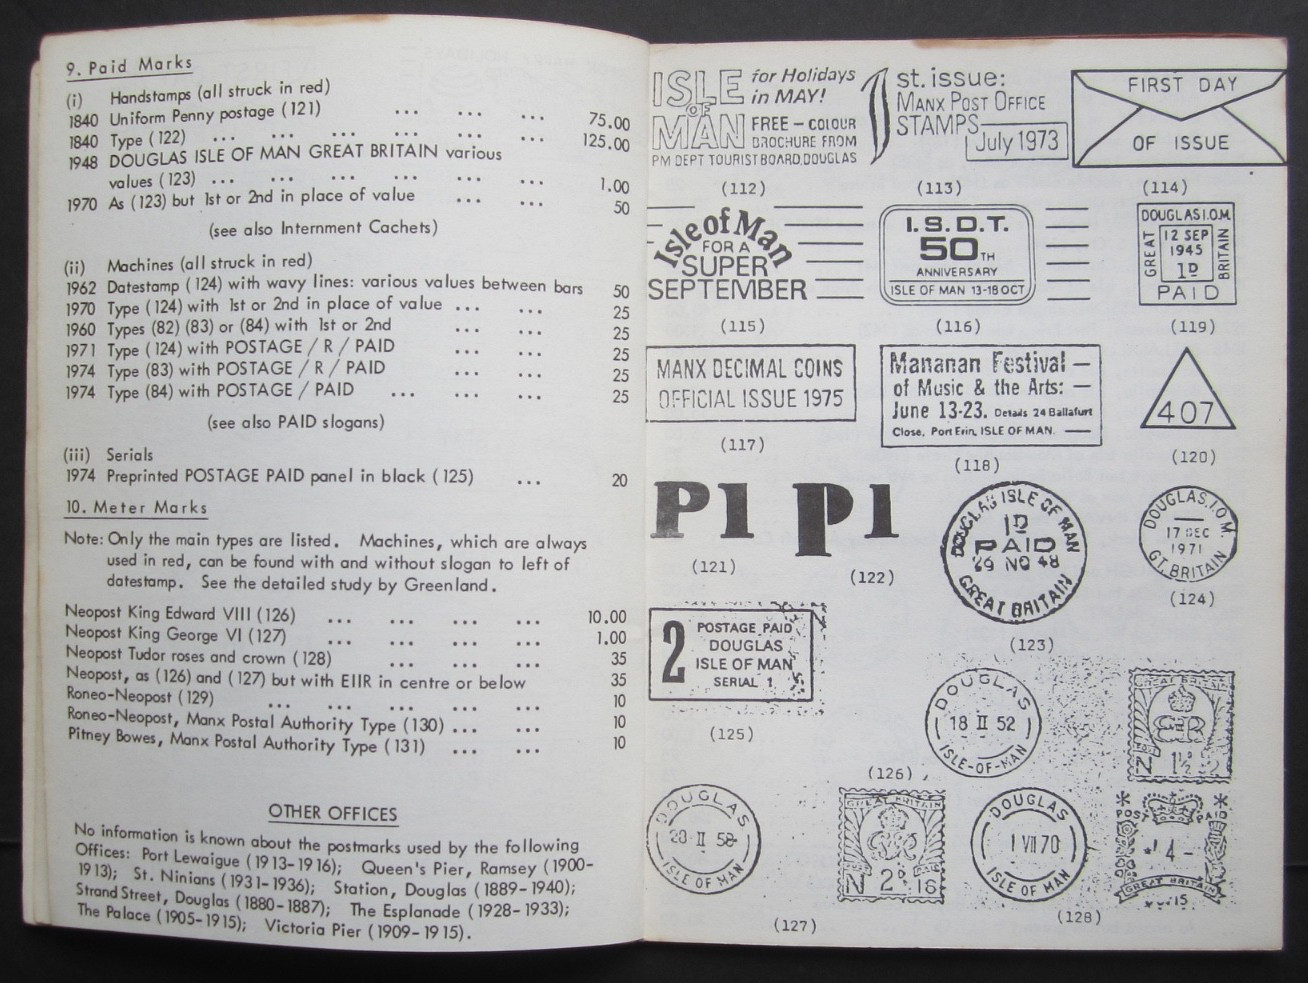 9. Paid Marks
(i) Handstamps (all struck in red)
1840 Uniform Penny postage (121) ... ... ... 75.00
1840 Type (122) ... ... ... ... ... ... 125.00
1948 DOUGLAS ISLE OF MAN GREAT BRITAIN various
values (123) ... ... ... ... ... ... 1.00
1970 As (123) but 1st or 2nd in place of value ... ... 50
(see also Internment Cachets)
(ii) Machines (all struck in red)
1962 Datestamp (124) with wavy lines: various values between bars 50
1970 Type (124) with 1st or 2nd in place of value ... ... 25
1960 Types (82) (83) or (84) with 1st or 2nd ... ... 25
1971 Type (124) with POSTAGE / R / PAID ... ... 25
1974 Type (83) with POSTAGE / R / PAID ... ... 25
1974 Type (84) with POSTAGE / PAID ... ... ... 25
(see also PAID slogans)
(iii) Serials
1974 Preprinted POSTAGE PAID panel in black (125) ... 20
10. Meter Marks
Note: Only the main types are listed. Machines, which are always
used in red, can be found with and without slogan to left of
datestamp. See the detailed study by Greenland.
Neopost King Edward VIII (126) ... ... ... ... 10.00
Neopost King George VI (127) ... ... ... ... 1.00
Neopost Tudor roses and crown (128) ... ... ... 35
Neopost, as (126) and (127) but with EIIR in centre or below 35
Roneo-Neopost (129) ... ... ... ... ... 10
Roneo-Neopost, Manx Postal Authority Type (130) ... ... 10
Pitney Bowes, Manx Postal Authority Type (131) ... ... 10
OTHER OFFICES
No information is known about the postmarks used by the following
Offices: Port Lewaigue (1913-1916); Queen's Pier, Ramsey (1900-
1913); St. Ninians (1931-1936); Station, Douglas (1889-1940);
Strand Street, Douglas (1880-1887); The Esplanade (1928-1933);
The Palace (1905-1915); Victoria Pier (1909-1915).
ISLE OF MAN
for Holidays
in MAY!
FREE - COLOUR
BROCHURE FROM
PM DEPT TOURIST BOARD, DOUGLAS
(112)
1st. issue:
MANX POST OFFICE
STAMPS
July 1973
(113)
FIRST DAY
OF ISSUE
(114)
Isle of Man
FOR A
SUPER
SEPTEMBER
(115)
I.S.D.T.
50TH
ANNIVERSARY
ISLE OF MAN 13-18 OCT
(116)
DOUGLAS I.O.M.
GREAT
12 SEP
1945
1D
BRITAIN
PAID
(119)
MANX DECIMAL COINS
OFFICIAL ISSUE 1975
(117)
Mananan Festival -
of Music & the Arts: -
June 13-23. Details 24 Ballafurt
Close, Port Erin, ISLE OF MAN.
(118)
407
(120)
P1
(121)
P1
(122)
DOUGLAS ISLE OF MAN
1D
PAID
29 NO 48
GREAT BRITAIN
(123)
DOUGLAS, I.O.M.
17 DEC
1971
GT. BRITAIN
(124)
2
POSTAGE PAID
DOUGLAS
ISLE OF MAN
SERIAL 1
(125)
DOUGLAS
18 II 52
ISLE-OF-MAN
GREAT BRITAIN
N 1½D 2
(126)
DOUGLAS
28 II 58
ISLE OF MAN
GREAT BRITAIN
N 2D 16
(127)
DOUGLAS
1 VII 70
ISLE OF MAN
POST PAID
4 -
GREAT BRITAIN
(128)